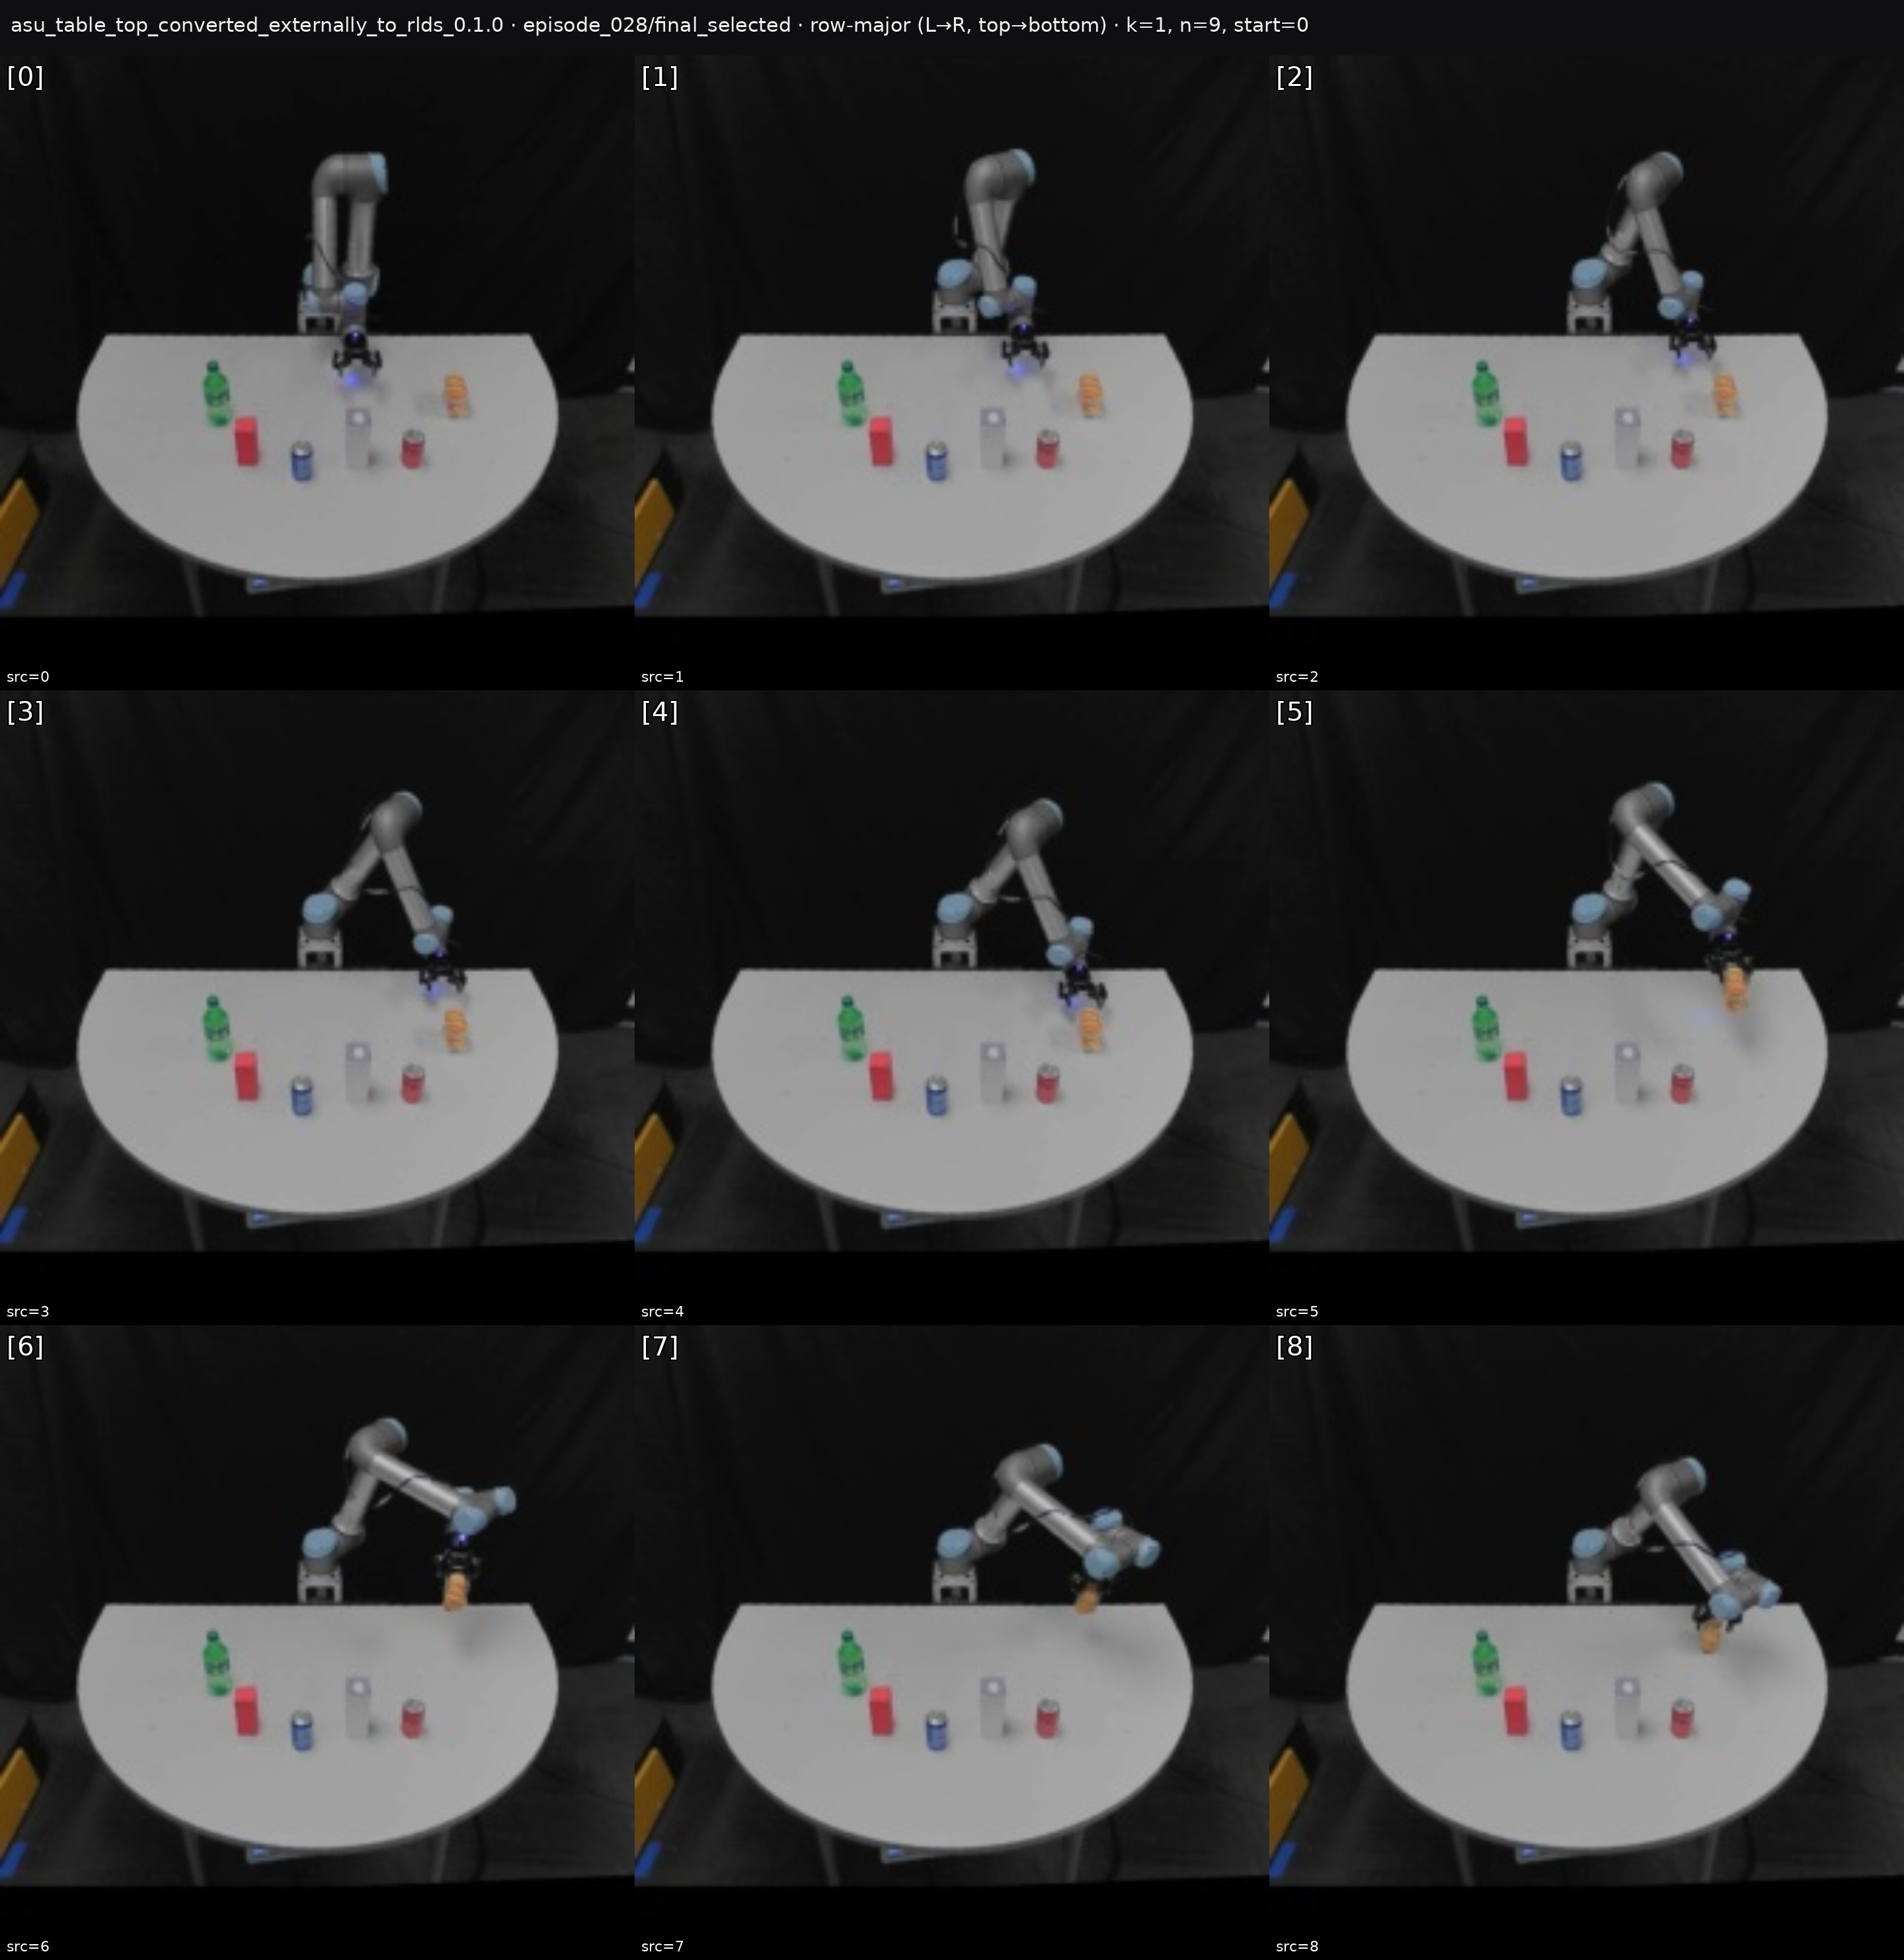 asu_table_top_converted_externally_to_rlds_0.1.0 · episode_028/final_selected · row-major (L→R, top→bottom) · k=1, n=9, start=0
[0]
[1]
[2]
src=0
src=1
src=2
[3]
[4]
[5]
src=3
src=4
src=5
[6]
[7]
[8]
src=6
src=7
src=8